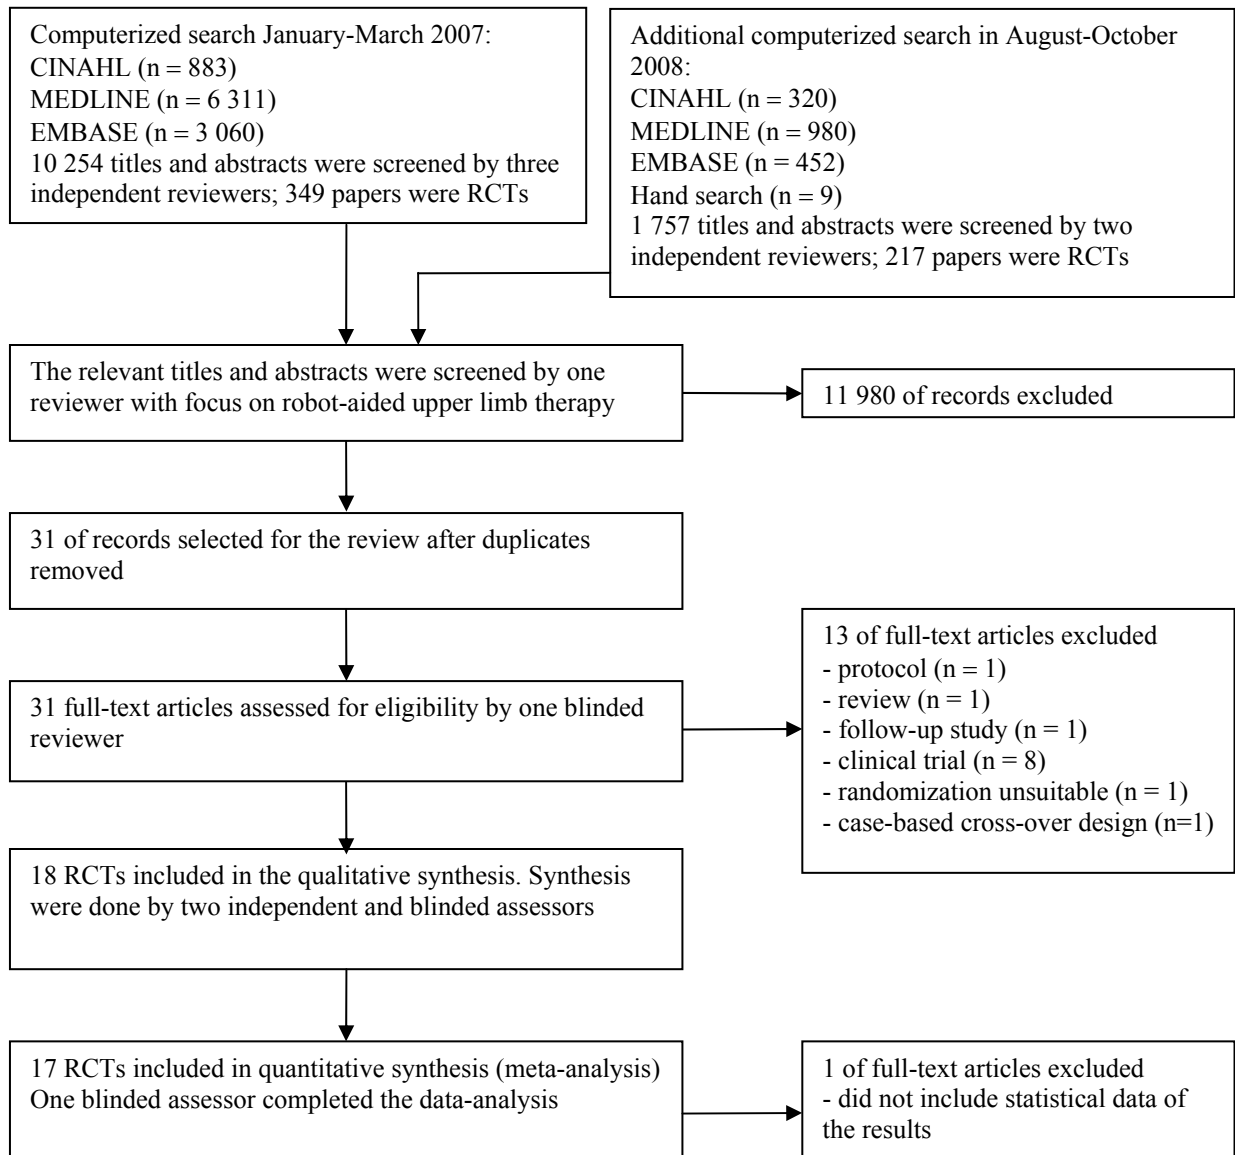 Computerized search January-March 2007:
CINAHL (n = 883)
MEDLINE (n = 6 311)
EMBASE (n = 3 060)
10 254 titles and abstracts were screened by three
independent reviewers; 349 papers were RCTs
Additional computerized search in August-October
2008:
CINAHL (n = 320)
MEDLINE (n = 980)
EMBASE (n = 452)
Hand search (n = 9)
1 757 titles and abstracts were screened by two
independent reviewers; 217 papers were RCTs
The relevant titles and abstracts were screened by one
reviewer with focus on robot-aided upper limb therapy
11 980 of records excluded
31 of records selected for the review after duplicates
removed
31 full-text articles assessed for eligibility by one blinded
reviewer
13 of full-text articles excluded
- protocol (n = 1)
- review (n = 1)
- follow-up study (n = 1)
- clinical trial (n = 8)
- randomization unsuitable (n = 1)
- case-based cross-over design (n=1)
18 RCTs included in the qualitative synthesis. Synthesis
were done by two independent and blinded assessors
17 RCTs included in quantitative synthesis (meta-analysis)
One blinded assessor completed the data-analysis
1 of full-text articles excluded
- did not include statistical data of
the results